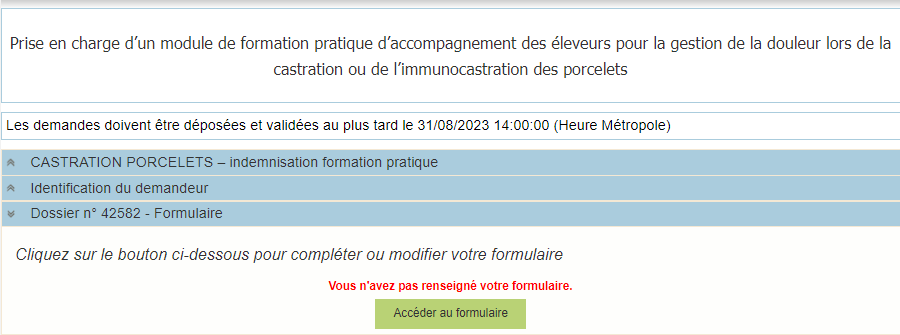 Prise en charge d’un module de formation pratique d’accompagnement des éleveurs pour la gestion de la douleur lors de la
castration ou de l’immunocastration des porcelets
Les demandes doivent être déposées et validées au plus tard le 31/08/2023 14:00:00 (Heure Métropole)
CASTRATION PORCELETS – indemnisation formation pratique
Identification du demandeur
Dossier n° 42582 - Formulaire
Cliquez sur le bouton ci-dessous pour compléter ou modifier votre formulaire
Vous n'avez pas renseigné votre formulaire.
Accéder au formulaire